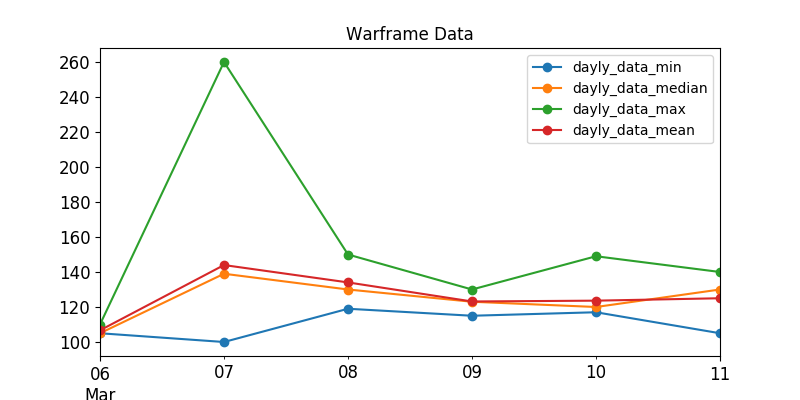 Warframe Data
dayly_data_min
dayly_data_median
dayly_data_max
dayly_data_mean
260
240
220
200
180
160
140
120
100
06 07 08 09 10 11
Mar